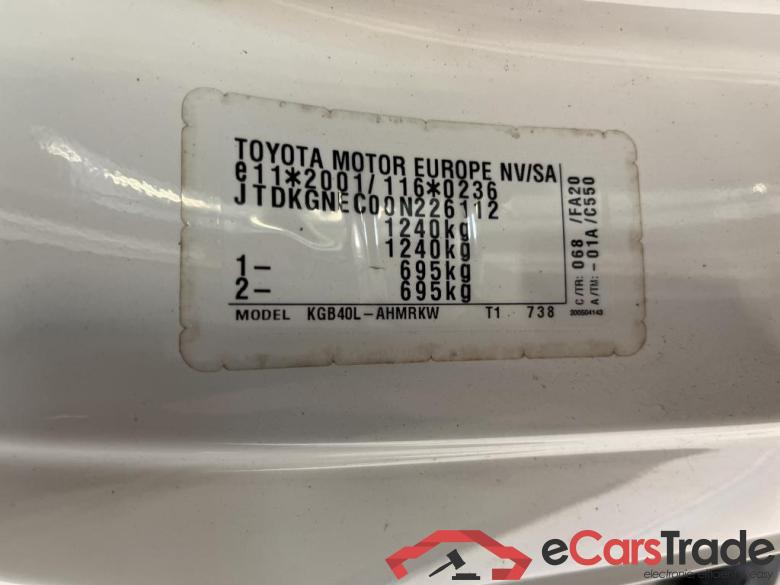 TOYOTA MOTOR EUROPE NV/SA
e11*2001/116*0236
JTDKGNEC00N226112
1240kg
1240kg
1- 695kg
2- 695kg
MODEL KGB40L-AHMRKW T1 738
C/TR: 068 /FA20
A/TM: -01A /C550
200504143
eCarsTrade